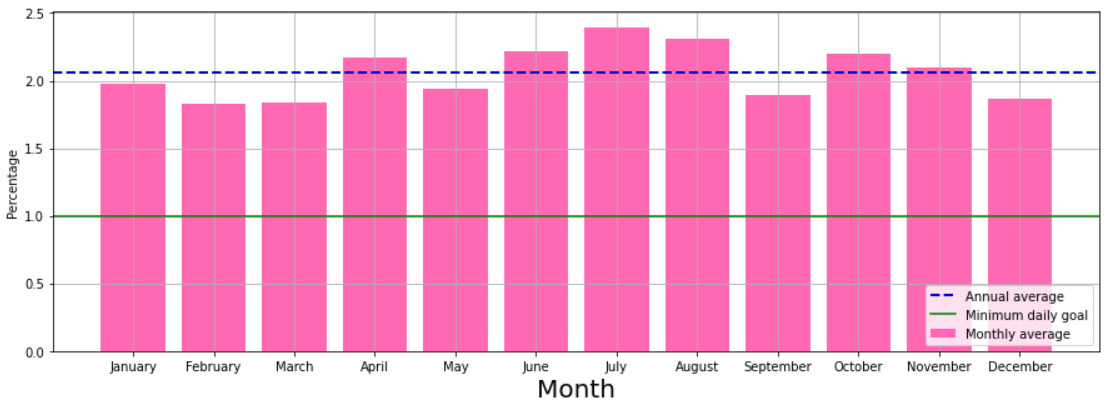 2.5
2.0
1.5
1.0
0.5
0.0
Percentage
Annual average
Minimum daily goal
Monthly average
January February March April May June July August September October November December
Month